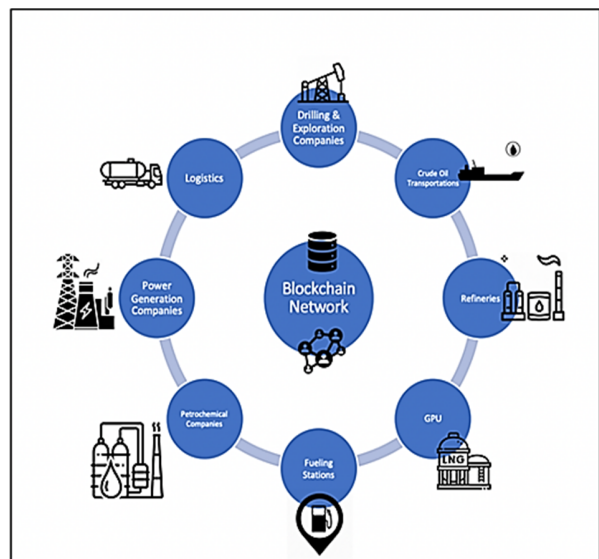 Drilling &
Exploration
Companies
Crude Oil
Transportations
Refineries
GPU
LNG
Fueling
Stations
Petrochemical
Companies
Power
Generation
Companies
Logistics
Blockchain
Network